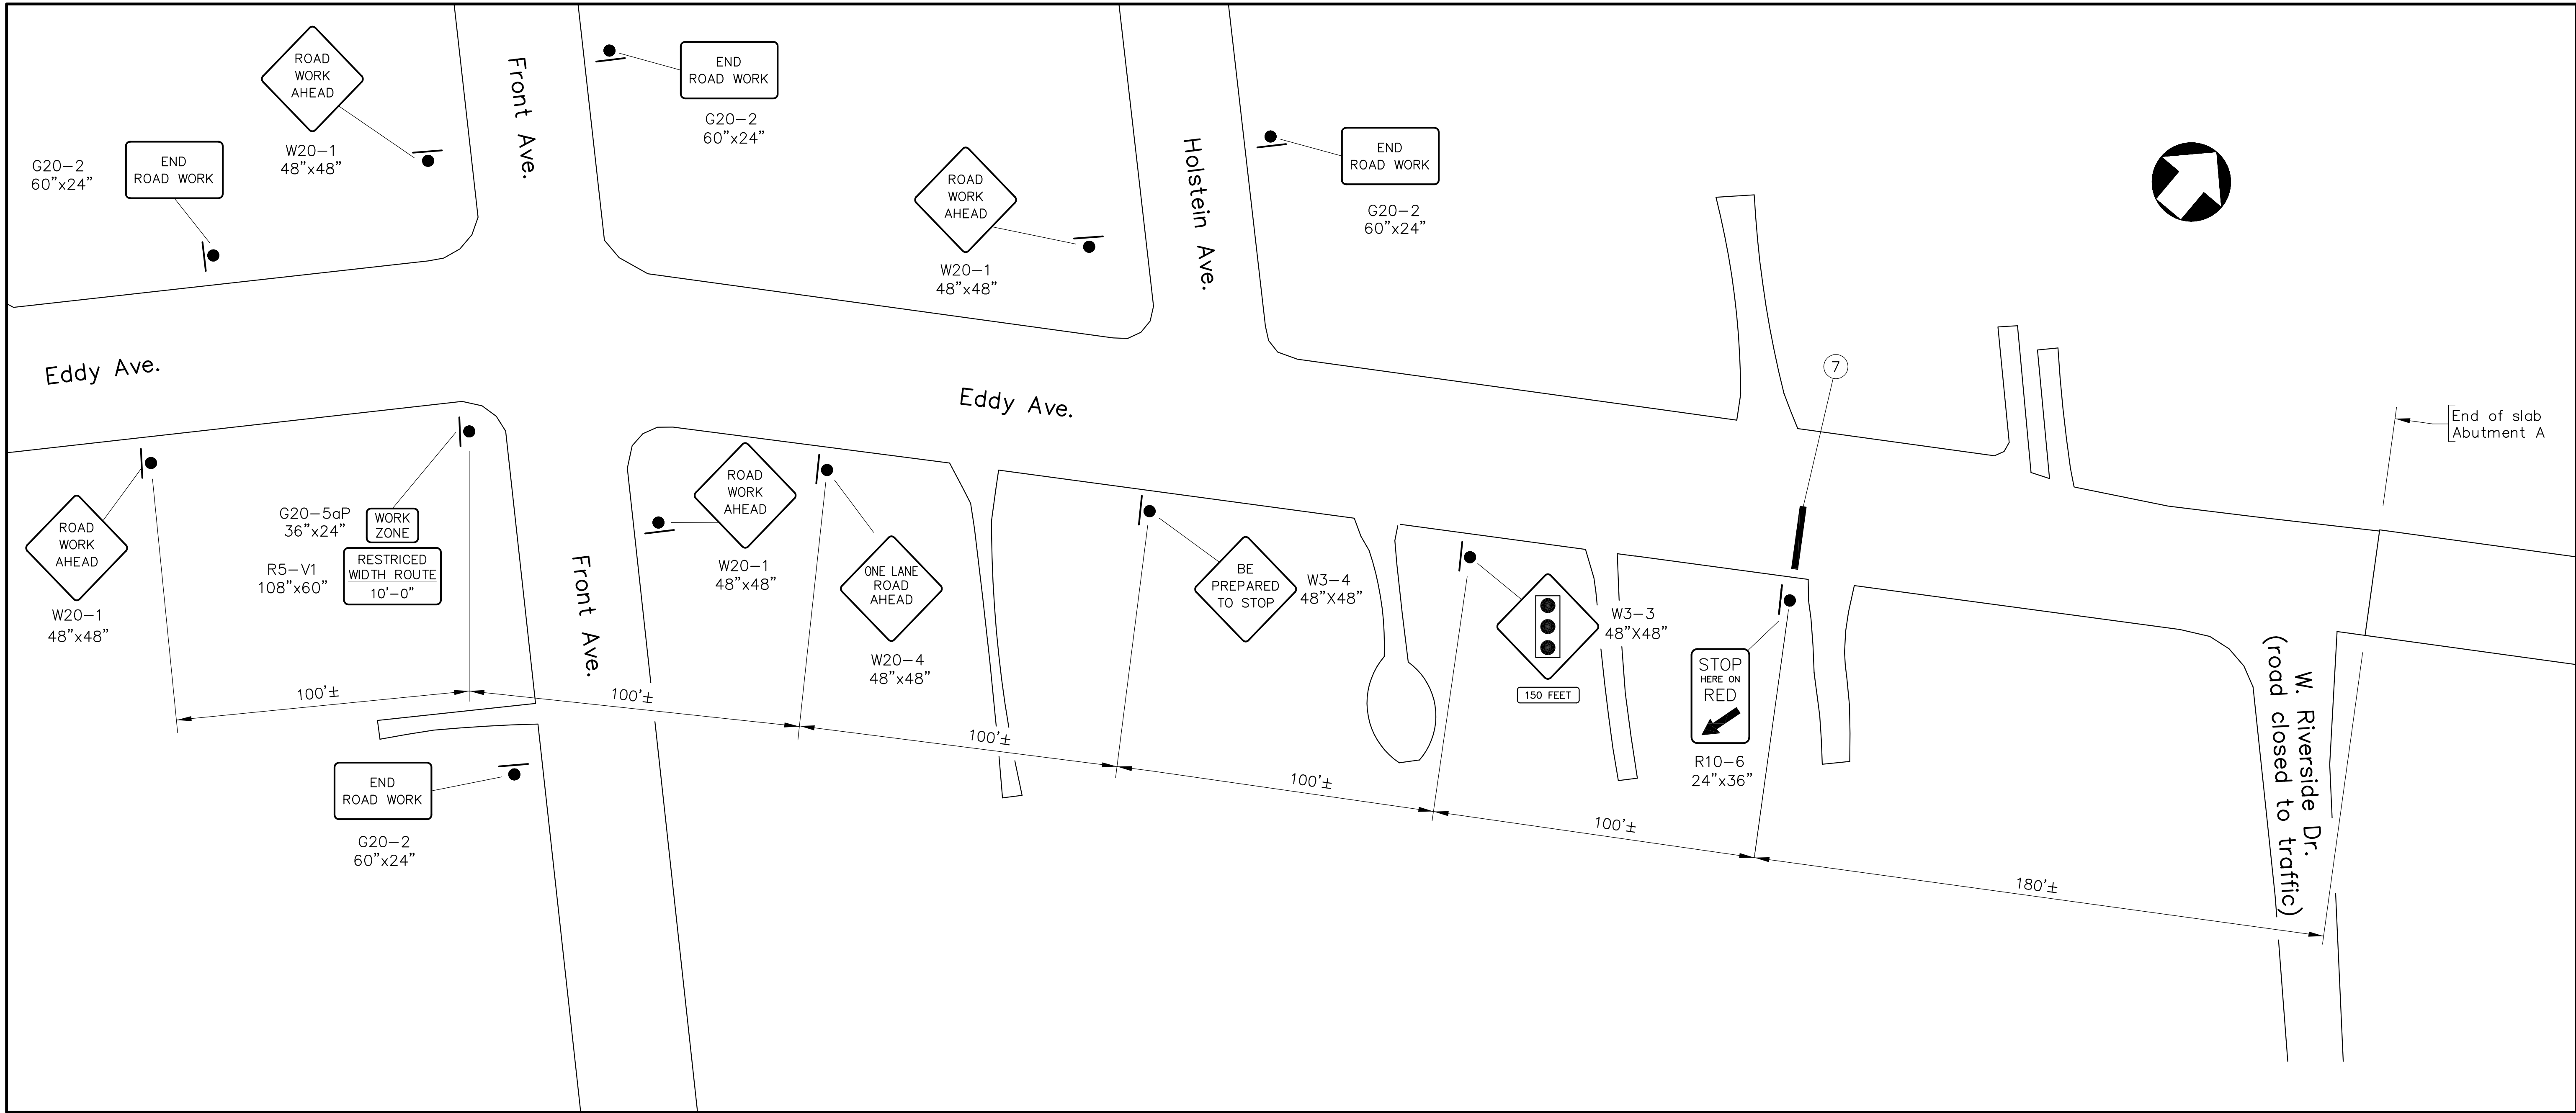 ROAD
WORK
AHEAD
W20-1
48"x48"
Front Ave.
END
ROAD WORK
G20-2
60"x24"
G20-2
60"x24"
END
ROAD WORK
ROAD
WORK
AHEAD
W20-1
48"x48"
Holstein Ave.
END
ROAD WORK
G20-2
60"x24"
Eddy Ave.
Eddy Ave.
7
End of slab
Abutment A
ROAD
WORK
AHEAD
W20-1
48"x48"
G20-5aP
36"x24"
WORK
ZONE
R5-V1
108"x60"
RESTRICED
WIDTH ROUTE
10'-0"
Front Ave.
ROAD
WORK
AHEAD
W20-1
48"x48"
ONE LANE
ROAD
AHEAD
W20-4
48"x48"
BE
PREPARED
TO STOP
W3-4
48"X48"
W3-3
48"X48"
150 FEET
STOP
HERE ON
RED
R10-6
24"x36"
W. Riverside Dr.
(road closed to traffic)
100'±
100'±
100'±
100'±
100'±
180'±
END
ROAD WORK
G20-2
60"x24"